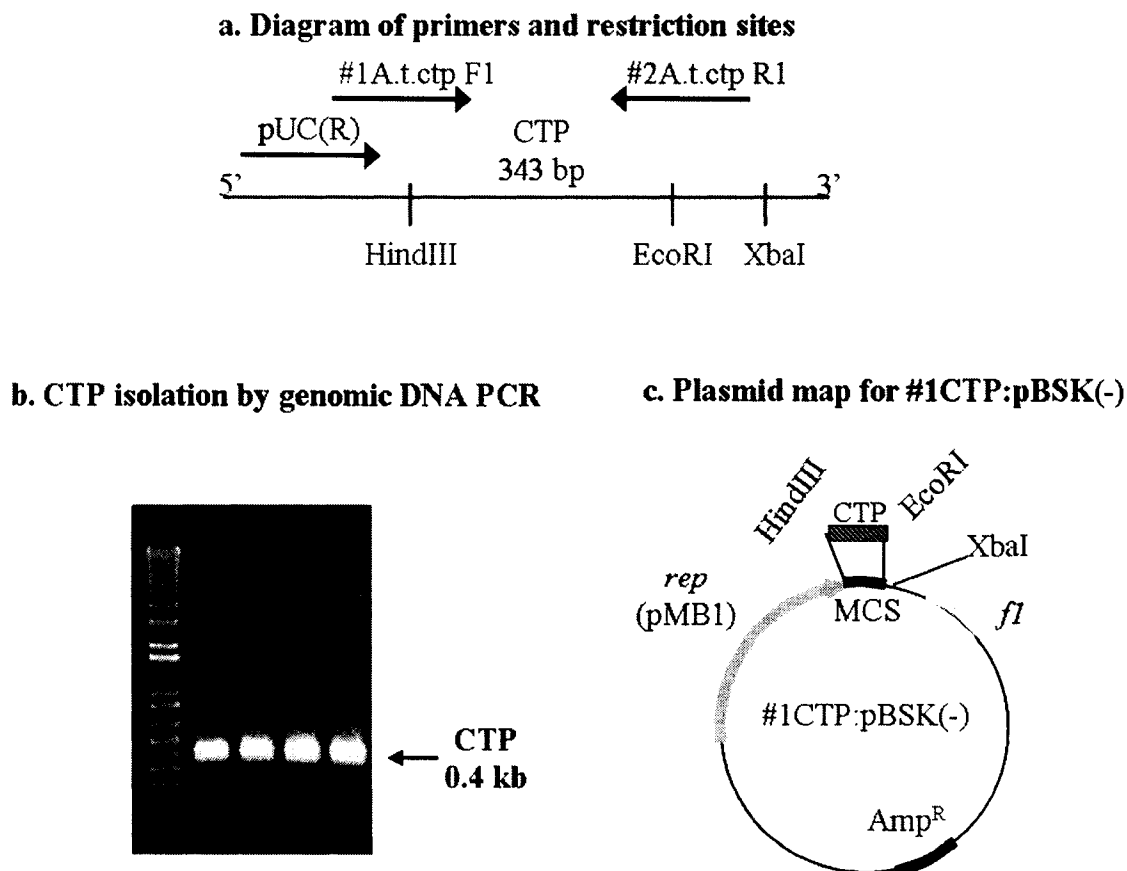 a. Diagram of primers and restriction sites
#1A.t.ctp F1
#2A.t.ctp R1
pUC(R)
CTP
343 bp
5’
3’
HindIII
EcoRI
XbaI
b. CTP isolation by genomic DNA PCR
CTP
0.4 kb
c. Plasmid map for #1CTP:pBSK(-)
HindIII
CTP
EcoRI
XbaI
rep
(pMB1)
MCS
f1
#1CTP:pBSK(-)
Amp^R